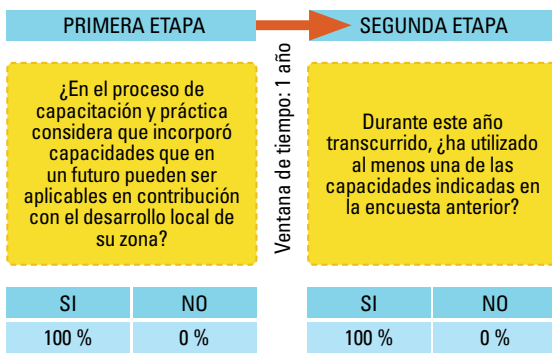 PRIMERA ETAPA
¿En el proceso de
capacitación y práctica
considera que incorporó
capacidades que en
un futuro pueden ser
aplicables en contribución
con el desarrollo local de
su zona?
SI NO
100 % 0 %
Ventana de tiempo: 1 año
SEGUNDA ETAPA
Durante este año
transcurrido, ¿ha utilizado
al menos una de las
capacidades indicadas en
la encuesta anterior?
SI NO
100 % 0 %